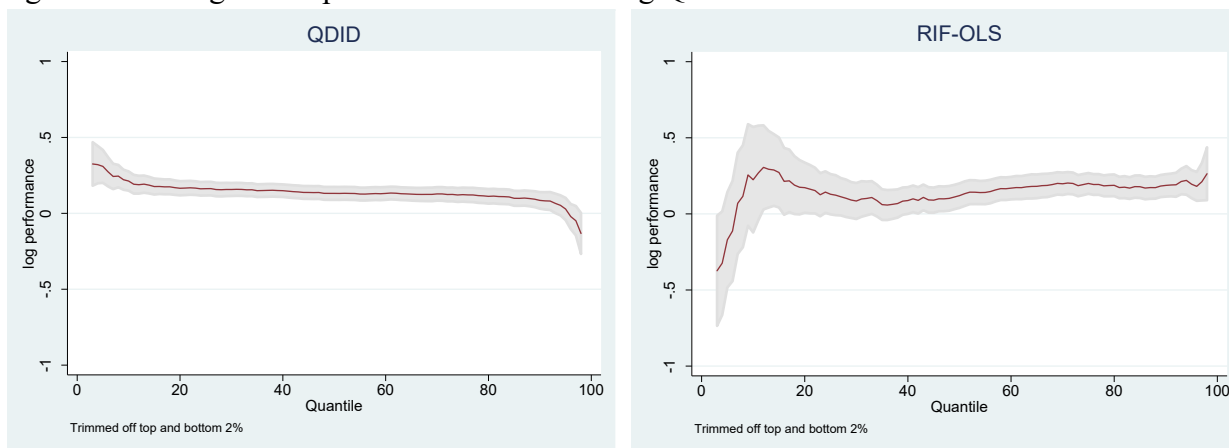 QDID
1
.5
0
-.5
-1
log performance
0 20 40 60 80 100
Quantile
Trimmed off top and bottom 2%
RIF-OLS
1
.5
0
-.5
-1
log performance
0 20 40 60 80 100
Quantile
Trimmed off top and bottom 2%